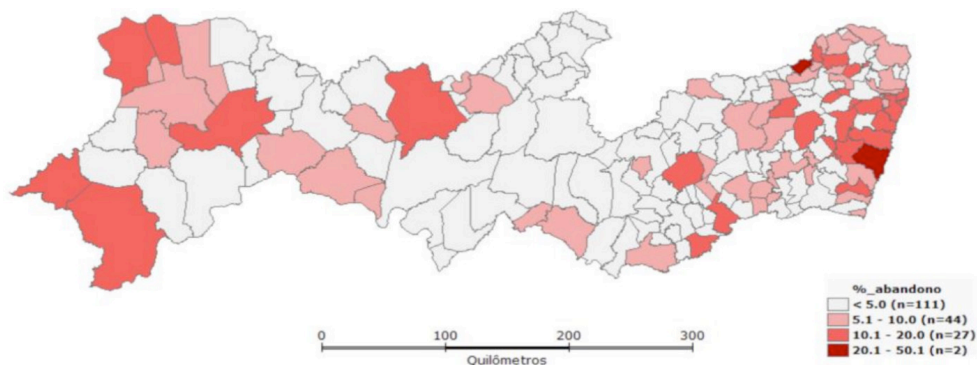 %_abandono
< 5.0 (n=111)
5.1 - 10.0 (n=44)
10.1 - 20.0 (n=27)
20.1 - 50.1 (n=2)
0 100 200 300
Quilômetros